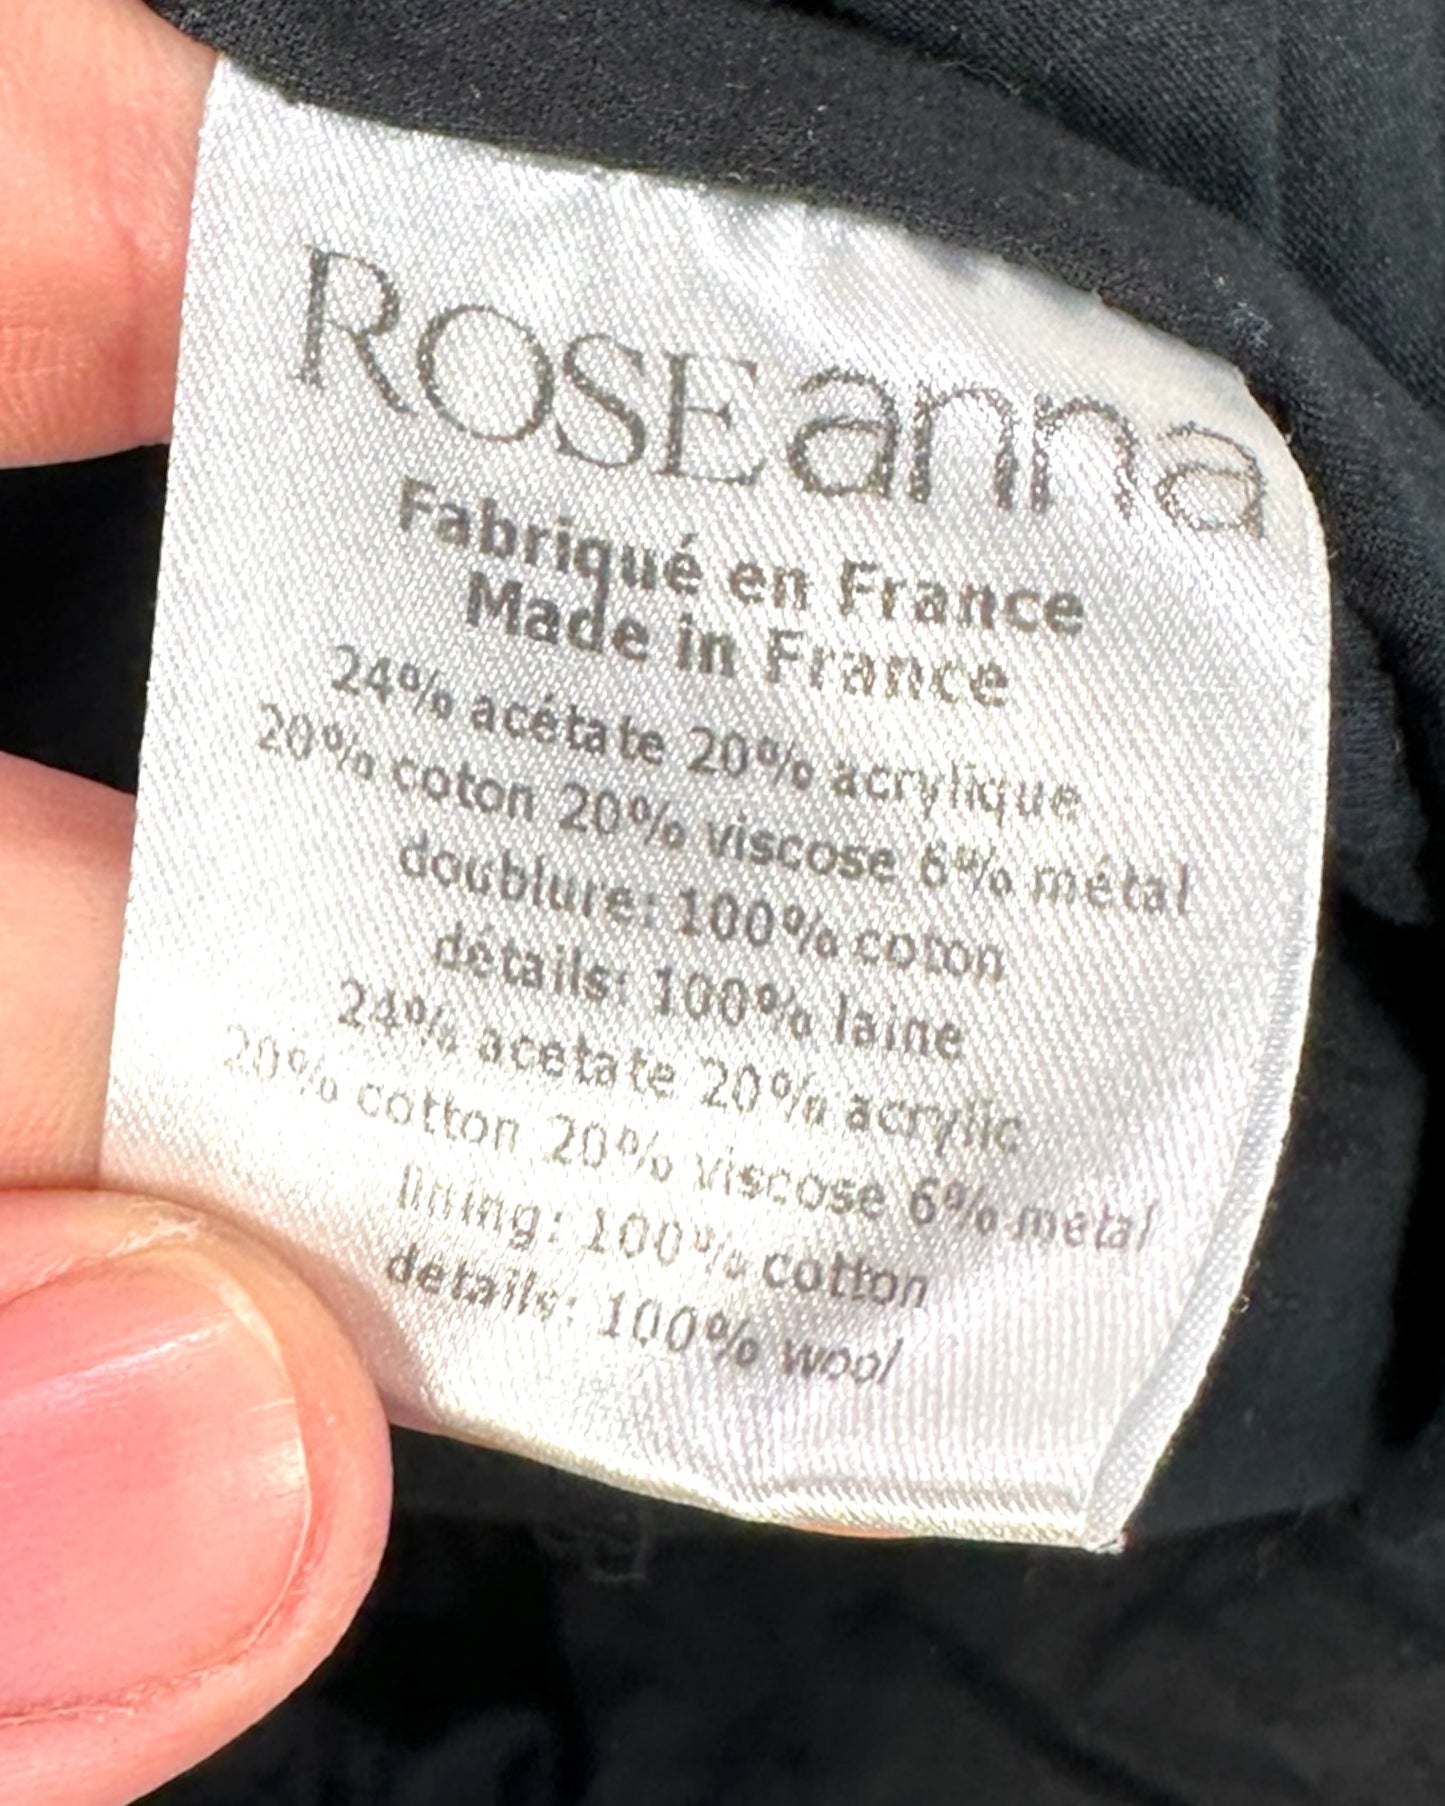 ROSEanna
Fabriqué en France
Made in France
24% acétate 20% acrylique
20% coton 20% viscose 6% métal
doublure: 100% coton
détails: 100% laine
24% acetate 20% acrylic
20% cotton 20% viscose 6% metal
lining: 100% cotton
details: 100% wool